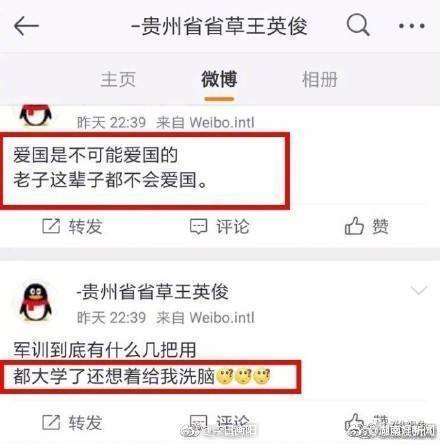 -贵州省省草王英俊
主页 微博 相册
昨天 22:39 来自 Weibo.intl
爱国是不可能爱国的
老子这辈子都不会爱国。
转发 评论 赞
-贵州省省草王英俊
昨天 22:39 来自 Weibo.intl
军训到底有什么几把用
都大学了还想着给我洗脑
转发 评论 赞